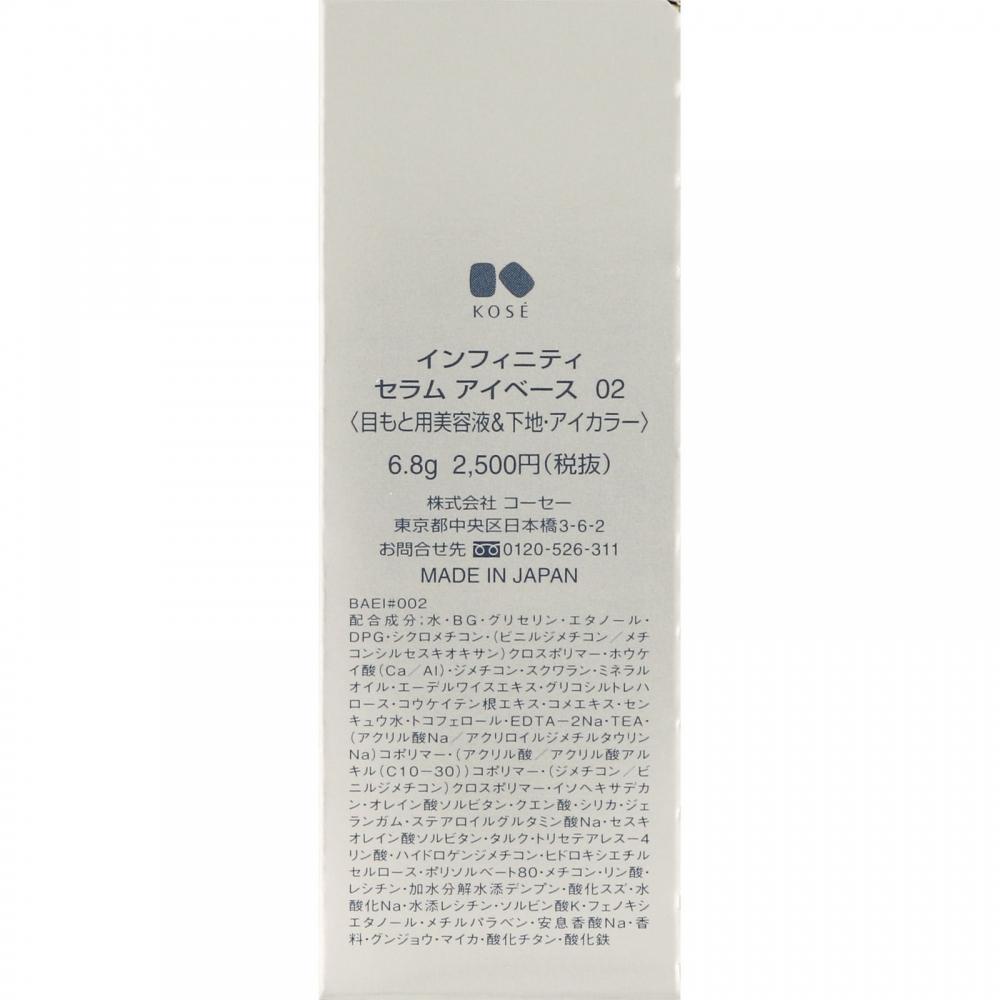 KOSÉ
インフィニティ
セラム アイベース 02
〈目もと用美容液&下地・アイカラー〉
6.8g 2,500円(税抜)
株式会社 コーセー
東京都中央区日本橋3-6-2
お問合せ先 0120-526-311
MADE IN JAPAN
BAEI#002
配合成分;水・BG・グリセリン・エタノール・
DPG・シクロメチコン・(ビニルジメチコン/メチ
コンシルセスキオキサン)クロスポリマー・ホウケ
イ酸(Ca/Al)・ジメチコン・スクワラン・ミネラル
オイル・エーデルワイスエキス・グリコシルトレハ
ロース・コウケイテン根エキス・コメエキス・セン
キュウ水・トコフェロール・EDTA-2Na・TEA・
(アクリル酸Na/アクリロイルジメチルタウリン
Na)コポリマー・(アクリル酸/アクリル酸アル
キル(C10-30))コポリマー・(ジメチコン/ビ
ニルジメチコン)クロスポリマー・イソヘキサデカ
ン・オレイン酸ソルビタン・クエン酸・シリカ・ジェ
ランガム・ステアロイルグルタミン酸Na・セスキ
オレイン酸ソルビタン・タルク・トリセテアレス-4
リン酸・ハイドロゲンジメチコン・ヒドロキシエチル
セルロース・ポリソルベート80・メチコン・リン酸・
レシチン・加水分解水添デンプン・酸化スズ・水
酸化Na・水添レシチン・ソルビン酸K・フェノキシ
エタノール・メチルパラベン・安息香酸Na・香
料・グンジョウ・マイカ・酸化チタン・酸化鉄